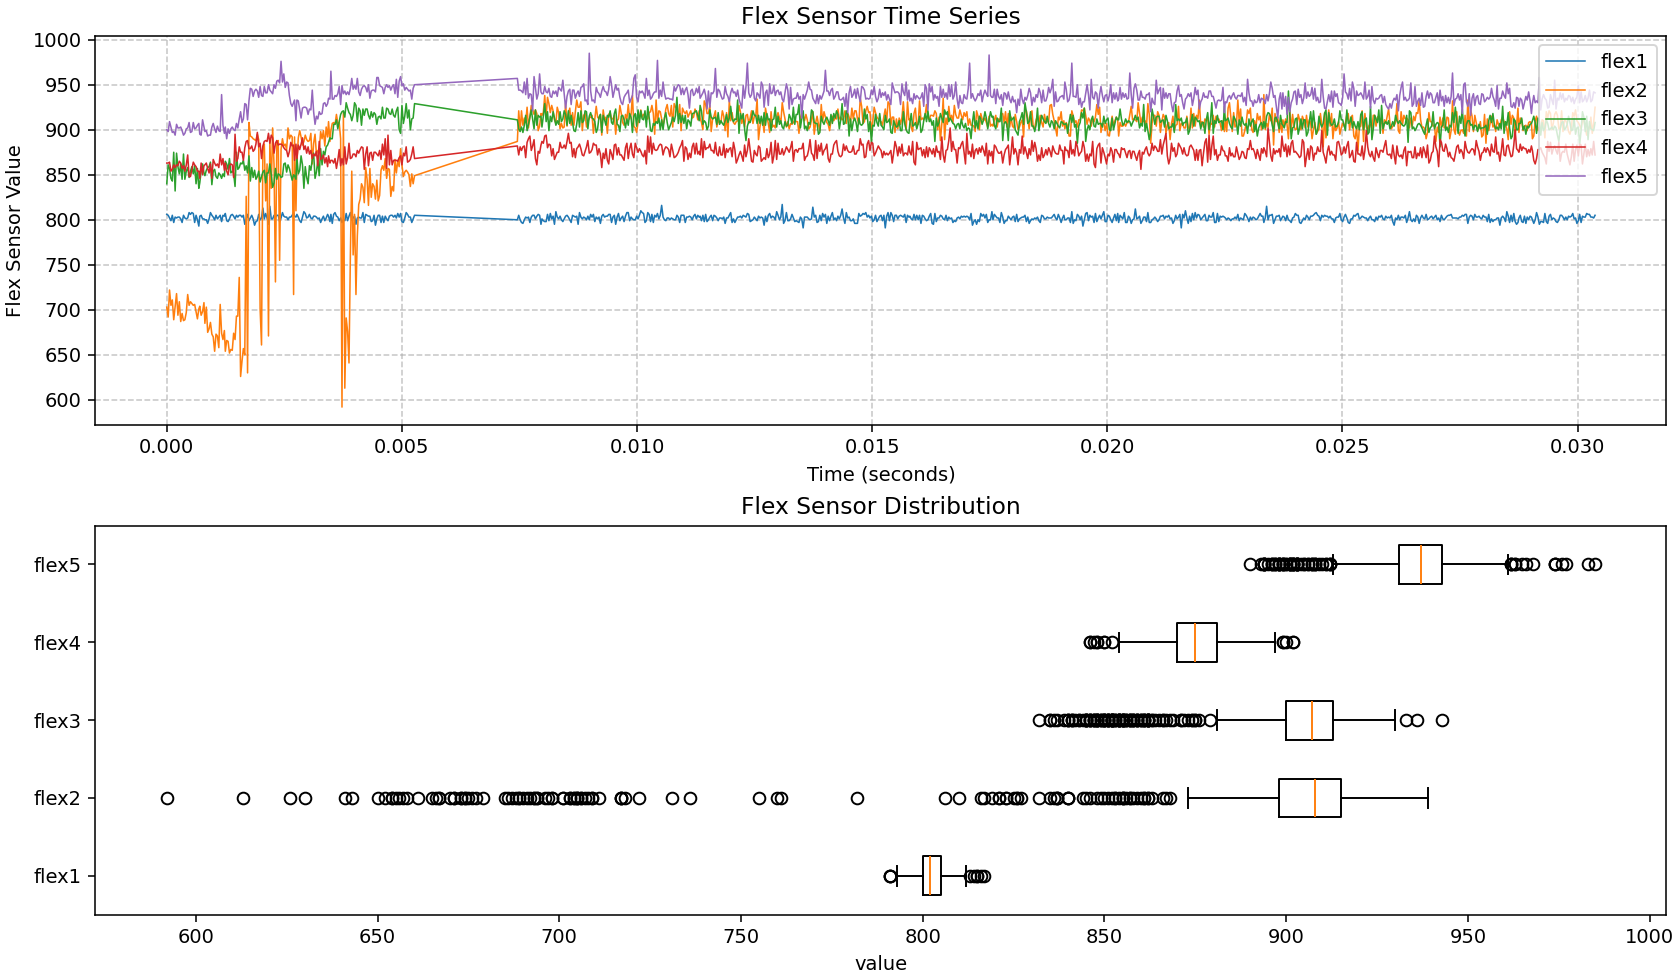 Flex Sensor Time Series
1000
950
900
850
800
750
700
650
600
Flex Sensor Value
flex1
flex2
flex3
flex4
flex5
0.000 0.005 0.010 0.015 0.020 0.025 0.030
Time (seconds)
Flex Sensor Distribution
flex5
flex4
flex3
flex2
flex1
600 650 700 750 800 850 900 950 1000
value